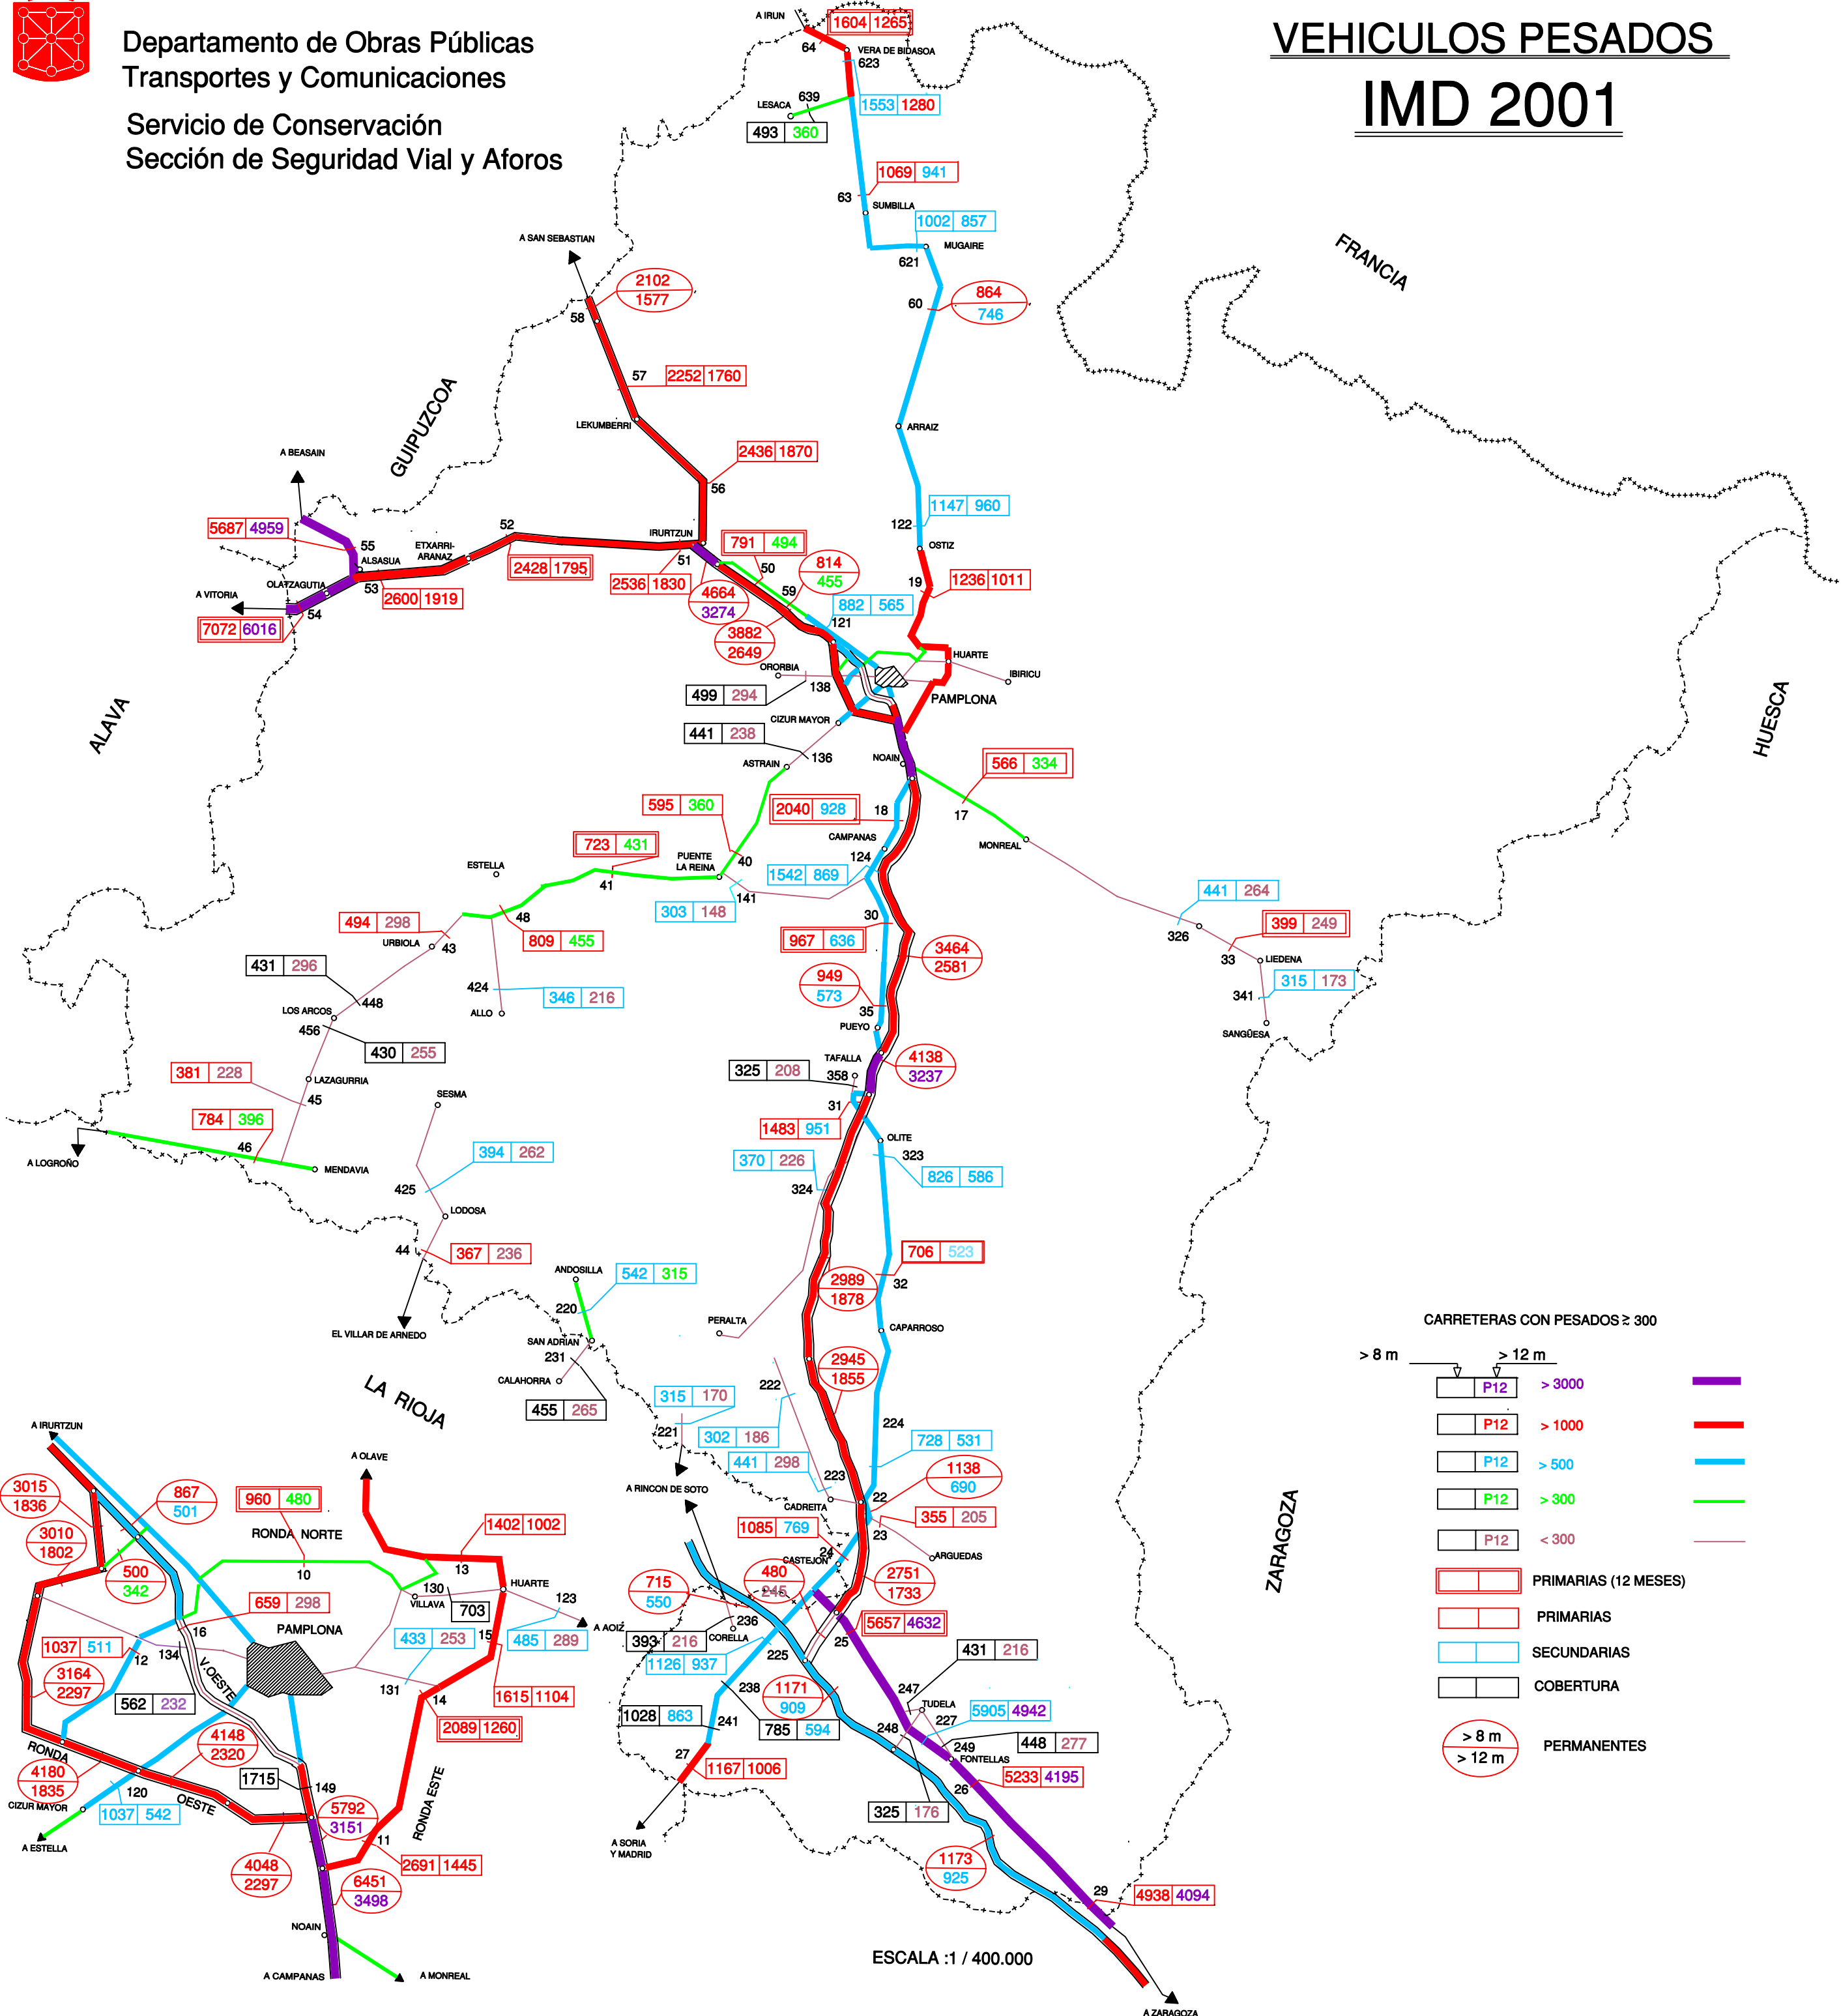 Departamento de Obras Públicas
Transportes y Comunicaciones
Servicio de Conservación
Sección de Seguridad Vial y Aforos
VEHICULOS PESADOS
IMD 2001
A IRUN
1604 1265
64
VERA DE BIDASOA
623
639
LESACA
1553 1280
493 360
1069 941
63
SUMBILLA
1002 857
MUGAIRE
621
A SAN SEBASTIAN
FRANCIA
2102
1577
58
60
864
746
57
2252 1760
GUIPUZCOA
LEKUMBERRI
ARRAIZ
A BEASAIN
2436 1870
56
1147 960
122
5687 4959
55
ALSASUA
ETXARRI-
ARANAZ
52
IRURTZUN
51
791 494
50
OSTIZ
2428 1795
2536 1830
814
455
59
19
1236 1011
OLATZAGUTIA
53
A VITORIA
54
2600 1919
7072 6016
4664
3274
882 565
121
3882
2649
HUARTE
ORORBIA
138
IBIRICU
499 294
PAMPLONA
ALAVA
HUESCA
CIZUR MAYOR
441 238
136
ASTRAIN
NOAIN
566 334
17
595 360
2040 928
18
CAMPANAS
MONREAL
723 431
41
ESTELLA
PUENTE
LA REINA
40
124
1542 869
141
303 148
441 264
326
494 298
48
809 455
URBIOLA
43
30
967 636
399 249
33
LIEDENA
431 296
3464
2581
949
573
315 173
341
448
424
346 216
LOS ARCOS
456
ALLO
35
PUEYO
SANGÜESA
430 255
TAFALLA
358
4138
3237
325 208
381 228
LAZAGURRIA
45
SESMA
31
784 396
46
1483 951
OLITE
323
A LOGROÑO
MENDAVIA
394 262
370 226
324
826 586
425
LODOSA
44
367 236
706 523
32
ANDOSILLA
542 315
2989
1878
220
EL VILLAR DE ARNEDO
SAN ADRIAN
231
PERALTA
CAPARROSO
CARRETERAS CON PESADOS ≥ 300
> 8 m
> 12 m
P12 > 3000
P12 > 1000
P12 > 500
P12 > 300
P12 < 300
PRIMARIAS (12 MESES)
PRIMARIAS
SECUNDARIAS
COBERTURA
> 8 m
> 12 m
PERMANENTES
CALAHORRA
LA RIOJA
455 265
2945
1855
315 170
222
221
302 186
224
728 531
441 298
223
1138
690
A RINCON DE SOTO
CADREITA
22
355 205
1085 769
23
24
CASTEJON
ARGUEDAS
ZARAGOZA
480
245
2751
1733
715
550
236
393 216
CORELLA
5657 4632
25
225
1126 937
431 216
238
1171
909
247
TUDELA
227
5905 4942
1028 863
241
785 594
248
249
448 277
FONTELLAS
27
1167 1006
26
5233 4195
325 176
A SORIA
Y MADRID
1173
925
29
4938 4094
ESCALA :1 / 400.000
A ZARAGOZA
A IRURTZUN
A OLAVE
3015
1836
867
501
960 480
RONDA NORTE
1402 1002
3010
1802
500
342
10
13
HUARTE
130
VILLAVA
703
123
A AOIZ
659 298
16
PAMPLONA
1037 511
12
134
433 253
15
485 289
3164
2297
V.OESTE
562 232
131
14
1615 1104
2089 1260
4148
2320
RONDA
4180
1835
OESTE
120
1715
149
CIZUR MAYOR
1037 542
5792
3151
RONDA ESTE
A ESTELLA
11
2691 1445
4048
2297
6451
3498
NOAIN
A CAMPANAS
A MONREAL